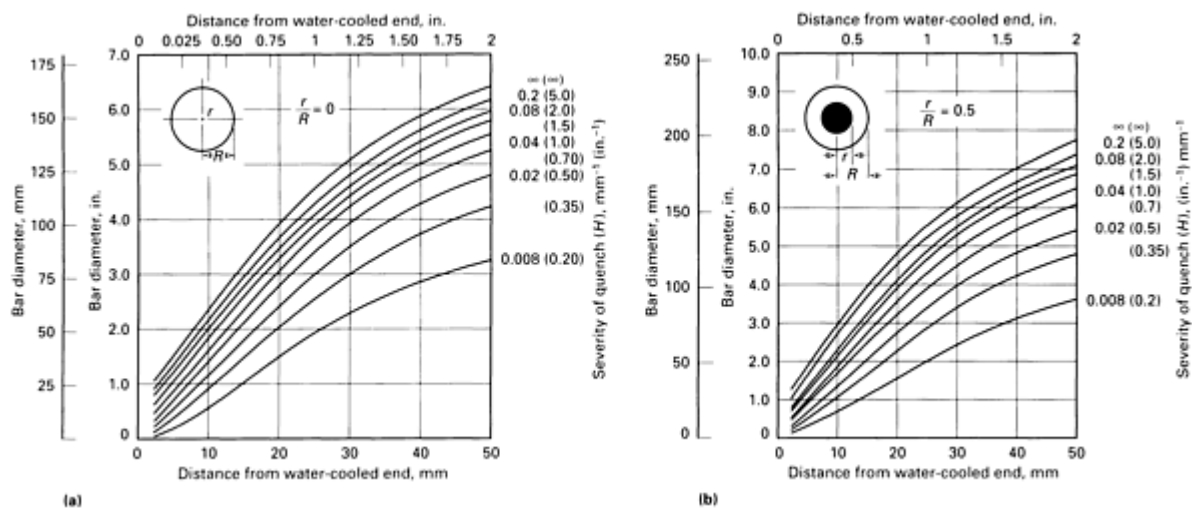 Distance from water-cooled end, in.
0 0.025 0.50 0.75 1 1.25 1.50 1.75 2
175
150
125
100
75
50
25
Bar diameter, mm
7.0
6.0
5.0
4.0
3.0
2.0
1.0
0
Bar diameter, in.
r
R
r/R = 0
∞ (∞)
0.2 (5.0)
0.08 (2.0)
(1.5)
0.04 (1.0)
(0.70)
0.02 (0.50)
(0.35)
0.008 (0.20)
Severity of quench (H), mm⁻¹ (in.⁻¹)
0 10 20 30 40 50
Distance from water-cooled end, mm
(a)
Distance from water-cooled end, in.
0 0.5 1 1.5 2
250
200
150
100
50
0
Bar diameter, mm
10.0
9.0
8.0
7.0
6.0
5.0
4.0
3.0
2.0
1.0
0
Bar diameter, in.
r
R
r/R = 0.5
∞ (∞)
0.2 (5.0)
0.08 (2.0)
(1.5)
0.04 (1.0)
(0.7)
0.02 (0.5)
(0.35)
0.008 (0.2)
Severity of quench (H), (in.⁻¹) mm⁻¹
0 10 20 30 40 50
Distance from water-cooled end, mm
(b)